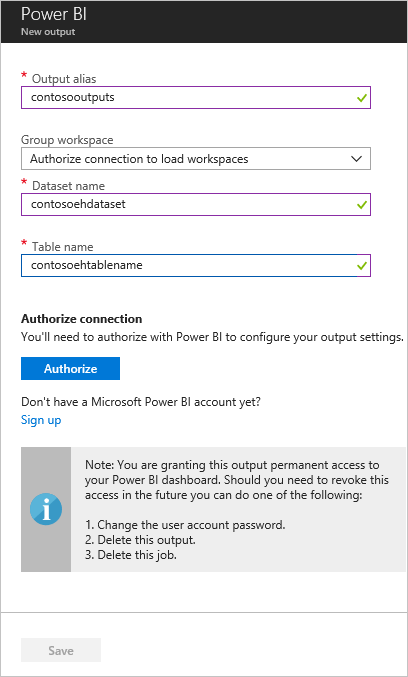 Power BI
New output
* Output alias
contosooutputs
Group workspace
Authorize connection to load workspaces
* Dataset name
contosoehdataset
* Table name
contosoehtablename
Authorize connection
You'll need to authorize with Power BI to configure your output settings.
Authorize
Don't have a Microsoft Power BI account yet?
Sign up
Note: You are granting this output permanent access to
your Power BI dashboard. Should you need to revoke this
access in the future you can do one of the following:
1. Change the user account password.
2. Delete this output.
3. Delete this job.
Save